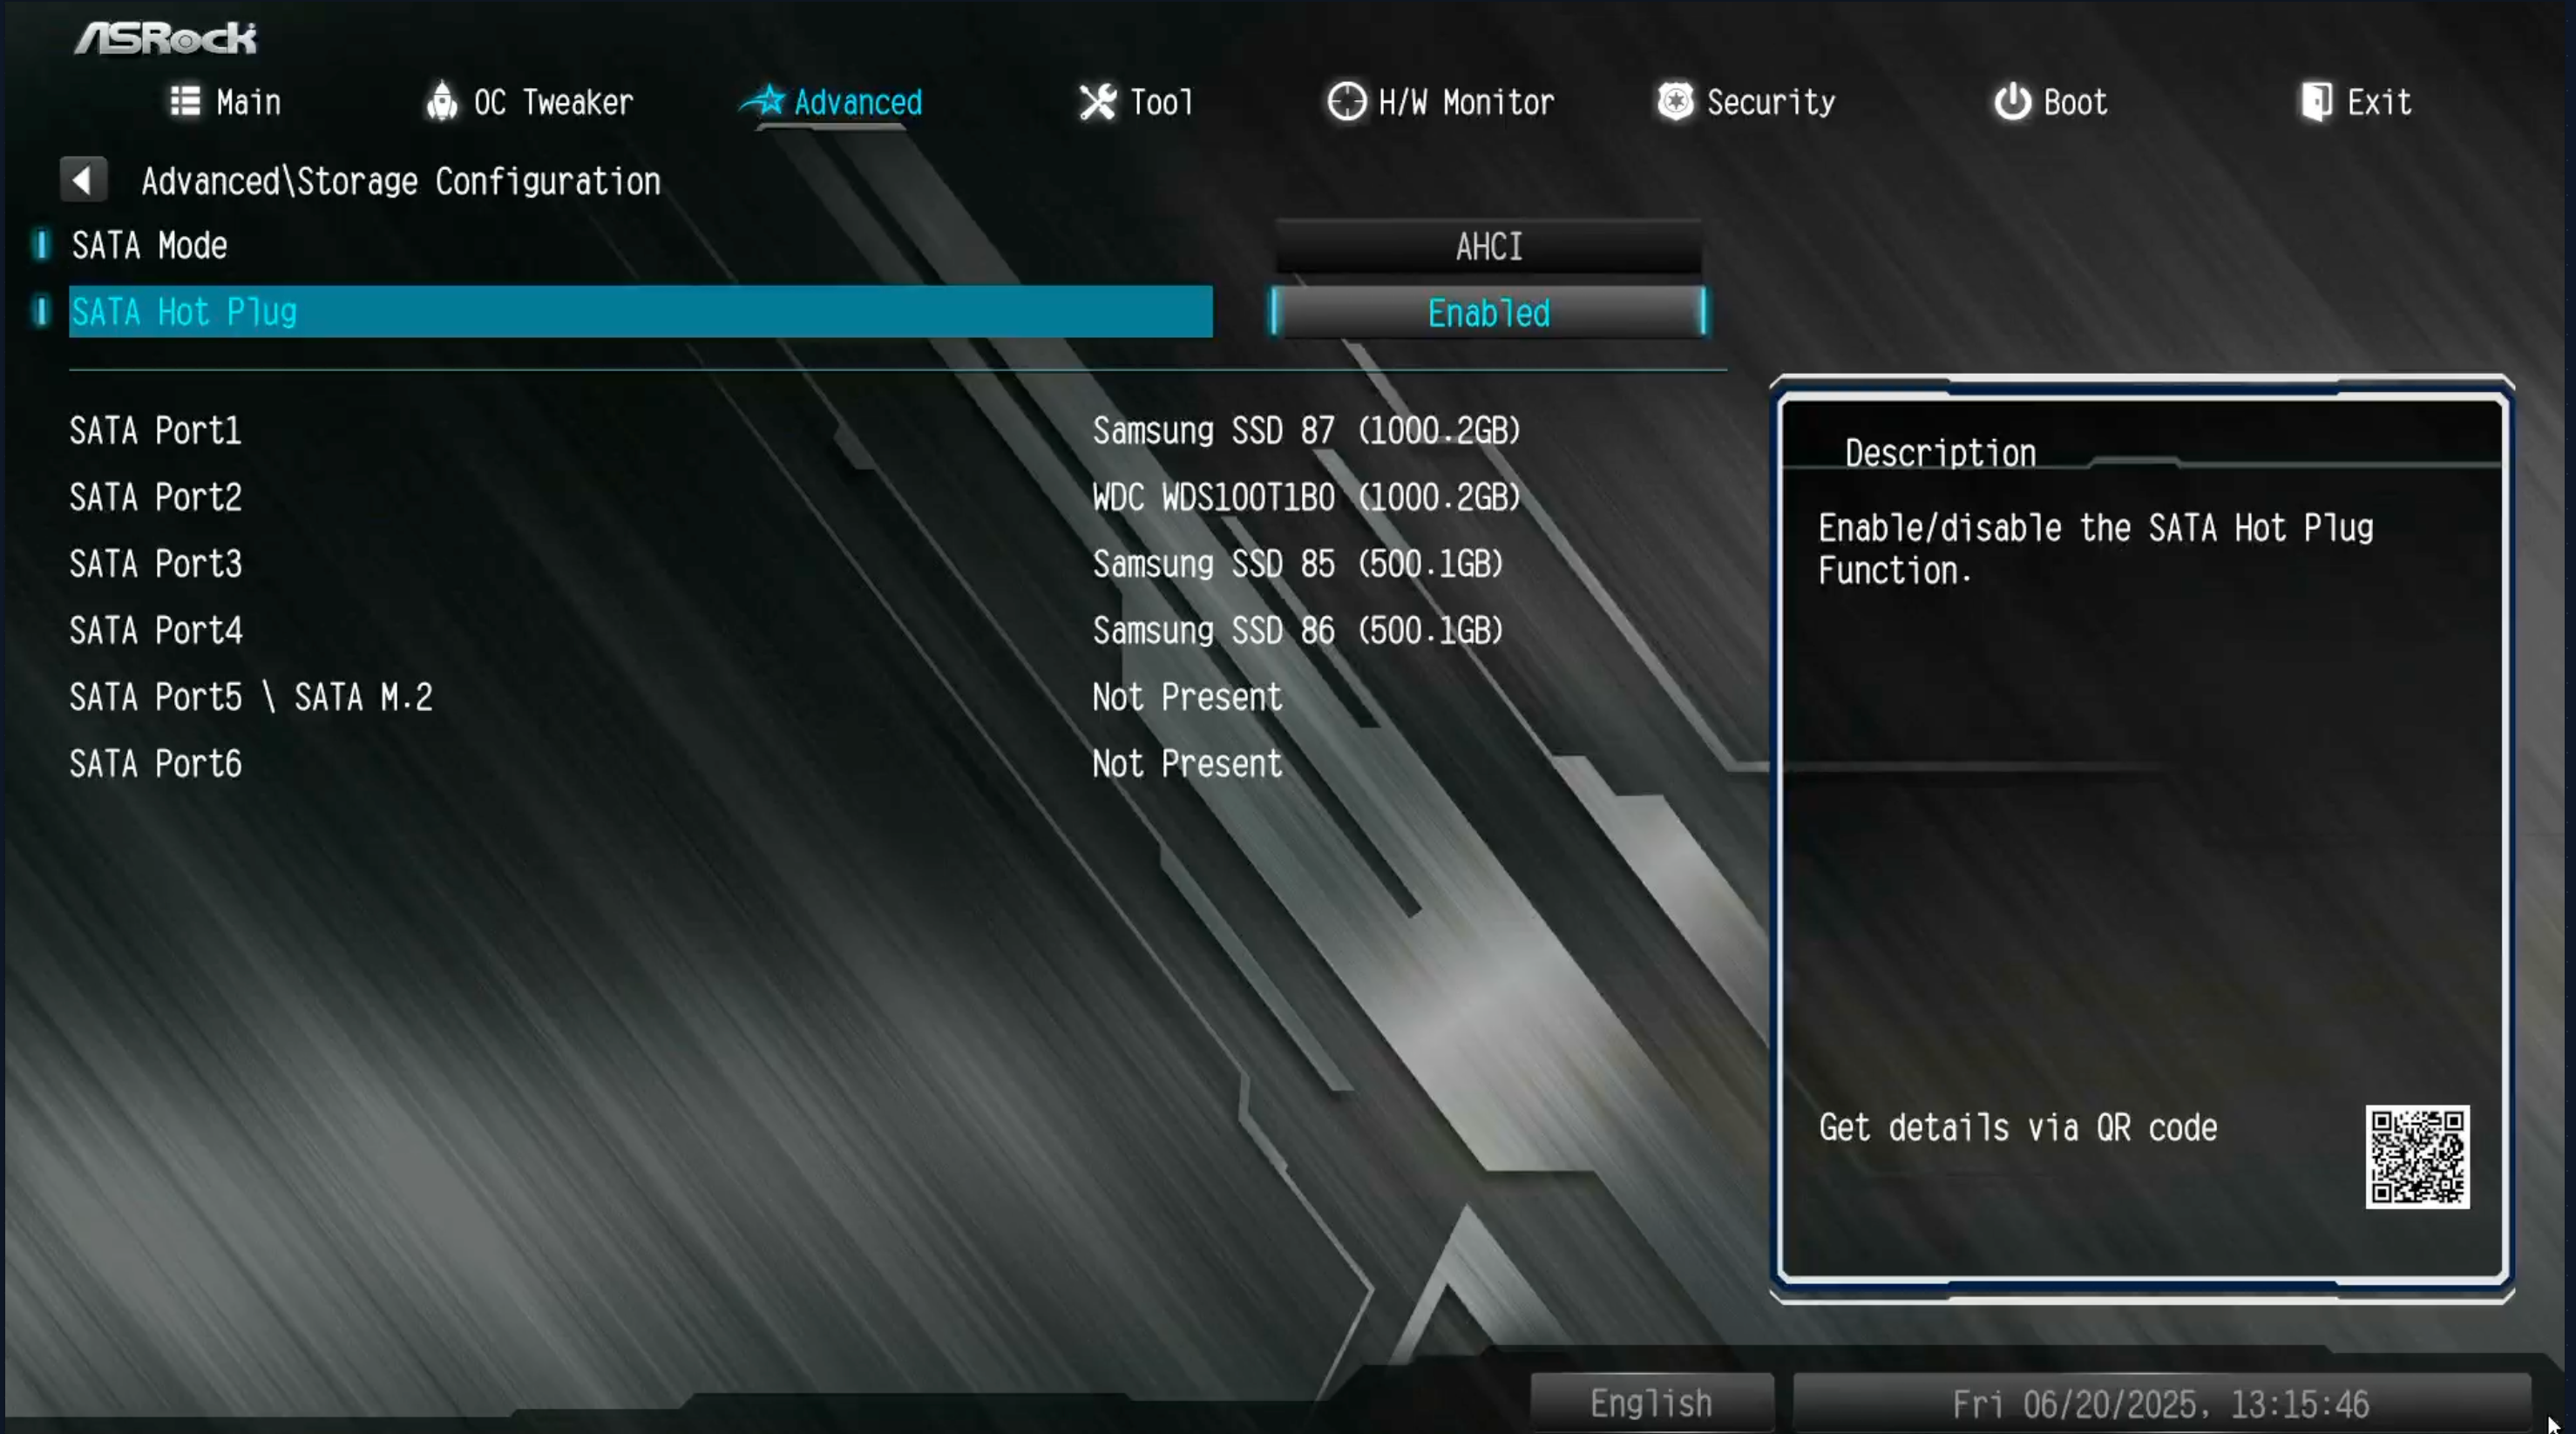 ASRock
Main OC Tweaker Advanced Tool H/W Monitor Security Boot Exit
Advanced\Storage Configuration
SATA Mode AHCI
SATA Hot Plug Enabled
SATA Port1 Samsung SSD 87 (1000.2GB)
SATA Port2 WDC WDS100T1B0 (1000.2GB)
SATA Port3 Samsung SSD 85 (500.1GB)
SATA Port4 Samsung SSD 86 (500.1GB)
SATA Port5 \ SATA M.2 Not Present
SATA Port6 Not Present
Description
Enable/disable the SATA Hot Plug
Function.
Get details via QR code
English Fri 06/20/2025, 13:15:46